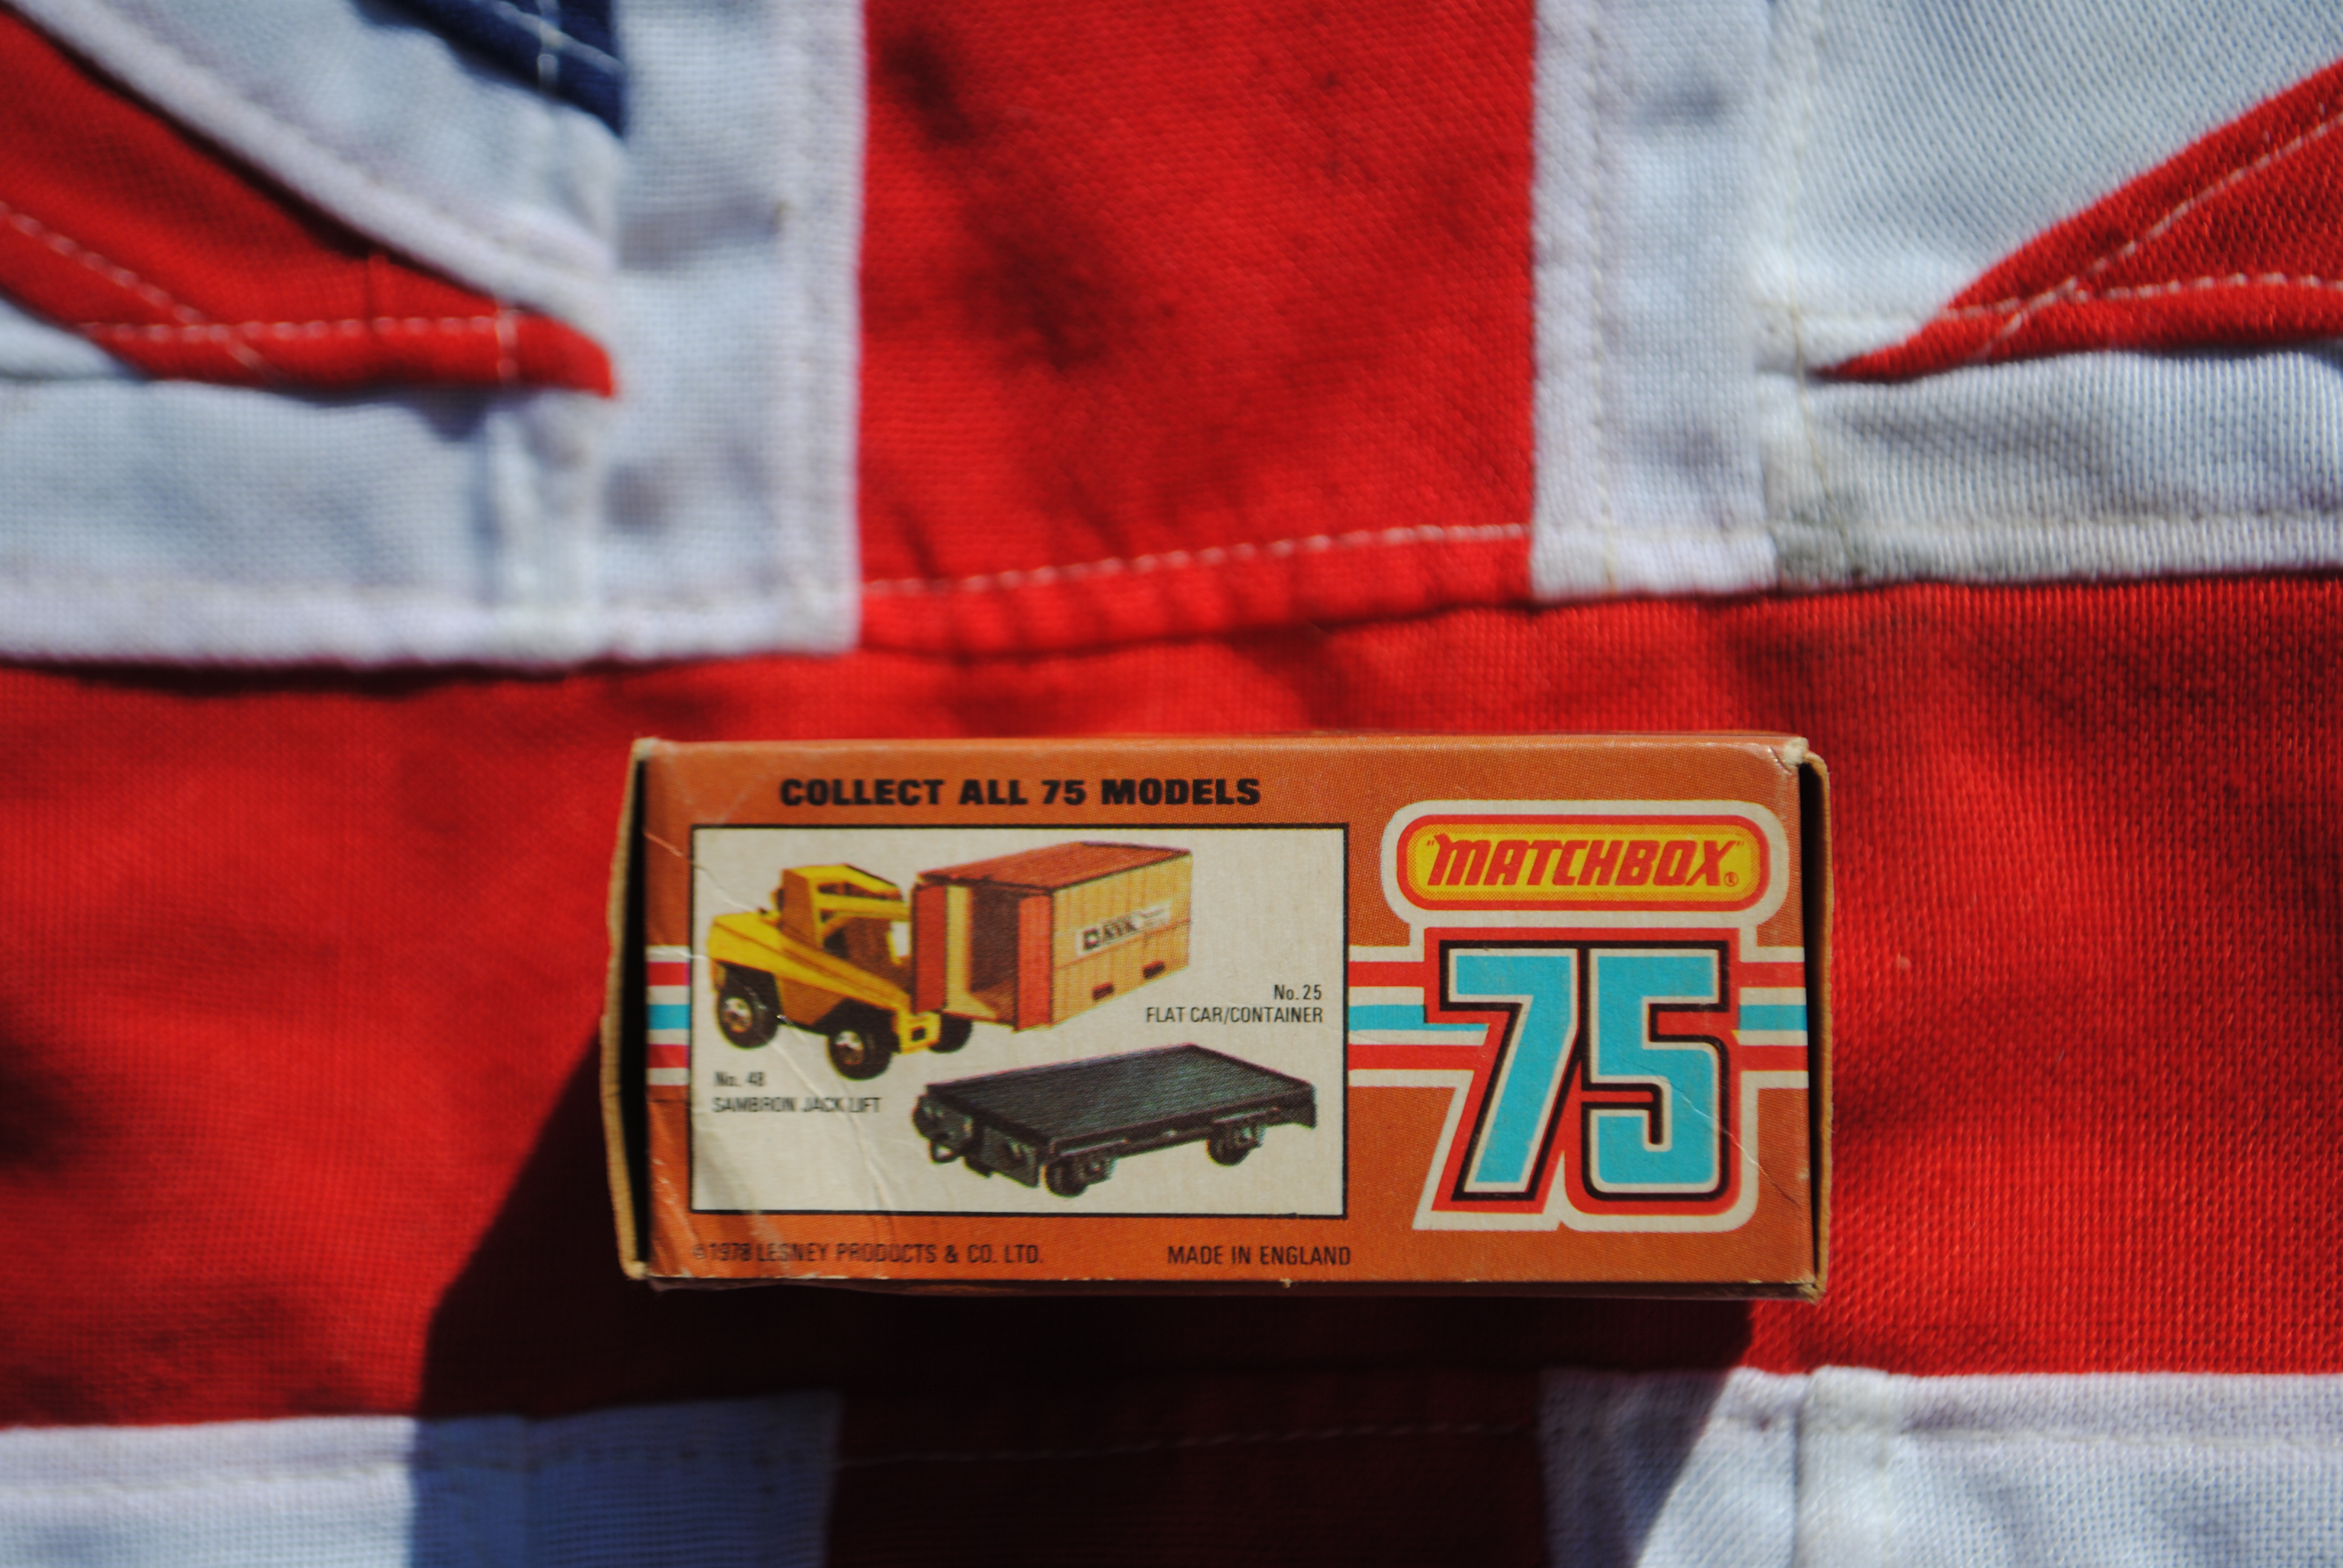 COLLECT ALL 75 MODELS
"MATCHBOX"®
75
No. 25
FLAT CAR/CONTAINER
No. 48
SAMBRON JACK LIFT
©1978 LESNEY PRODUCTS & CO. LTD.
MADE IN ENGLAND